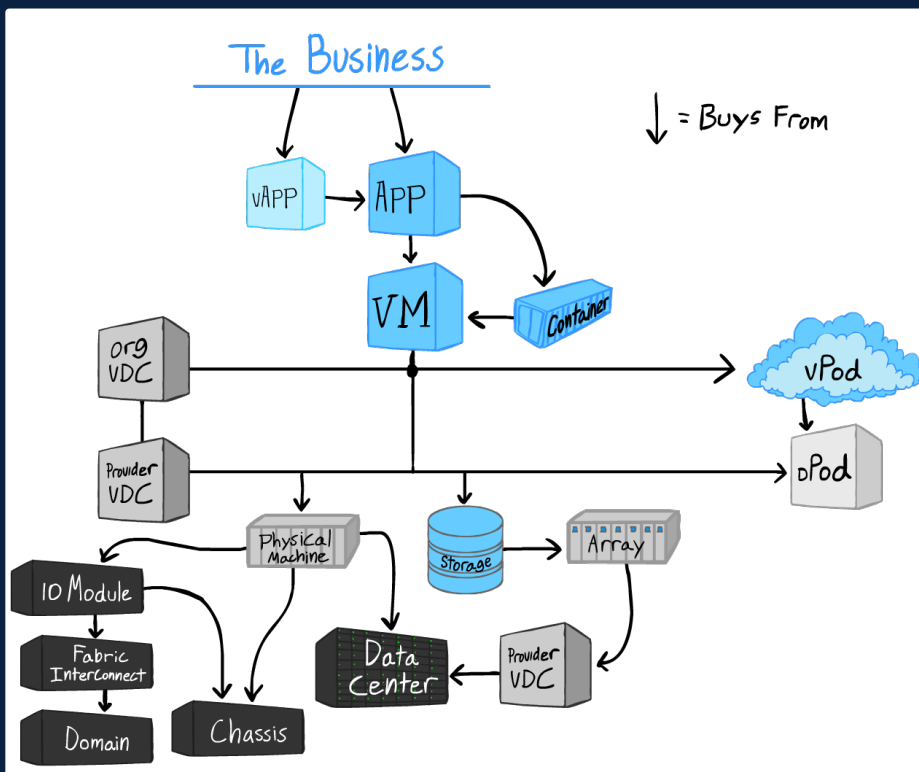 The Business
↓ = Buys From
vAPP
APP
VM
Container
Org
VDC
vPod
Provider
VDC
DPod
Physical
Machine
Storage
Array
IO Module
Fabric
Interconnect
Data
Center
Provider
VDC
Domain
Chassis